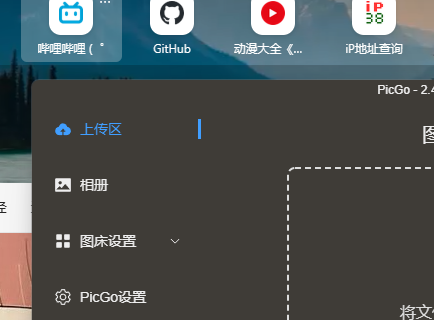 哔哩哔哩 ( ゜
GitHub
动漫大全《...
iP地址查询
iP
38
PicGo - 2.4
上传区
相册
图床设置
PicGo设置
将文